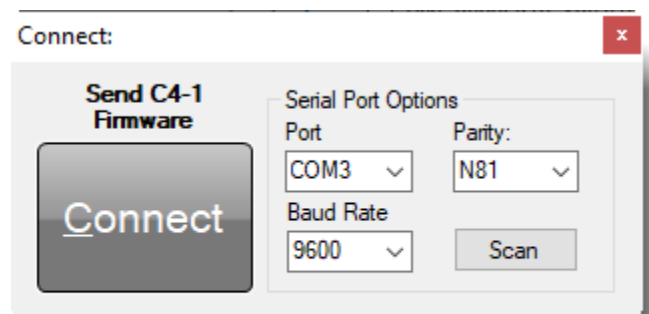 Connect:
x
Send C4-1
Firmware
Connect
Serial Port Options
Port
Parity:
COM3
N81
Baud Rate
9600
Scan